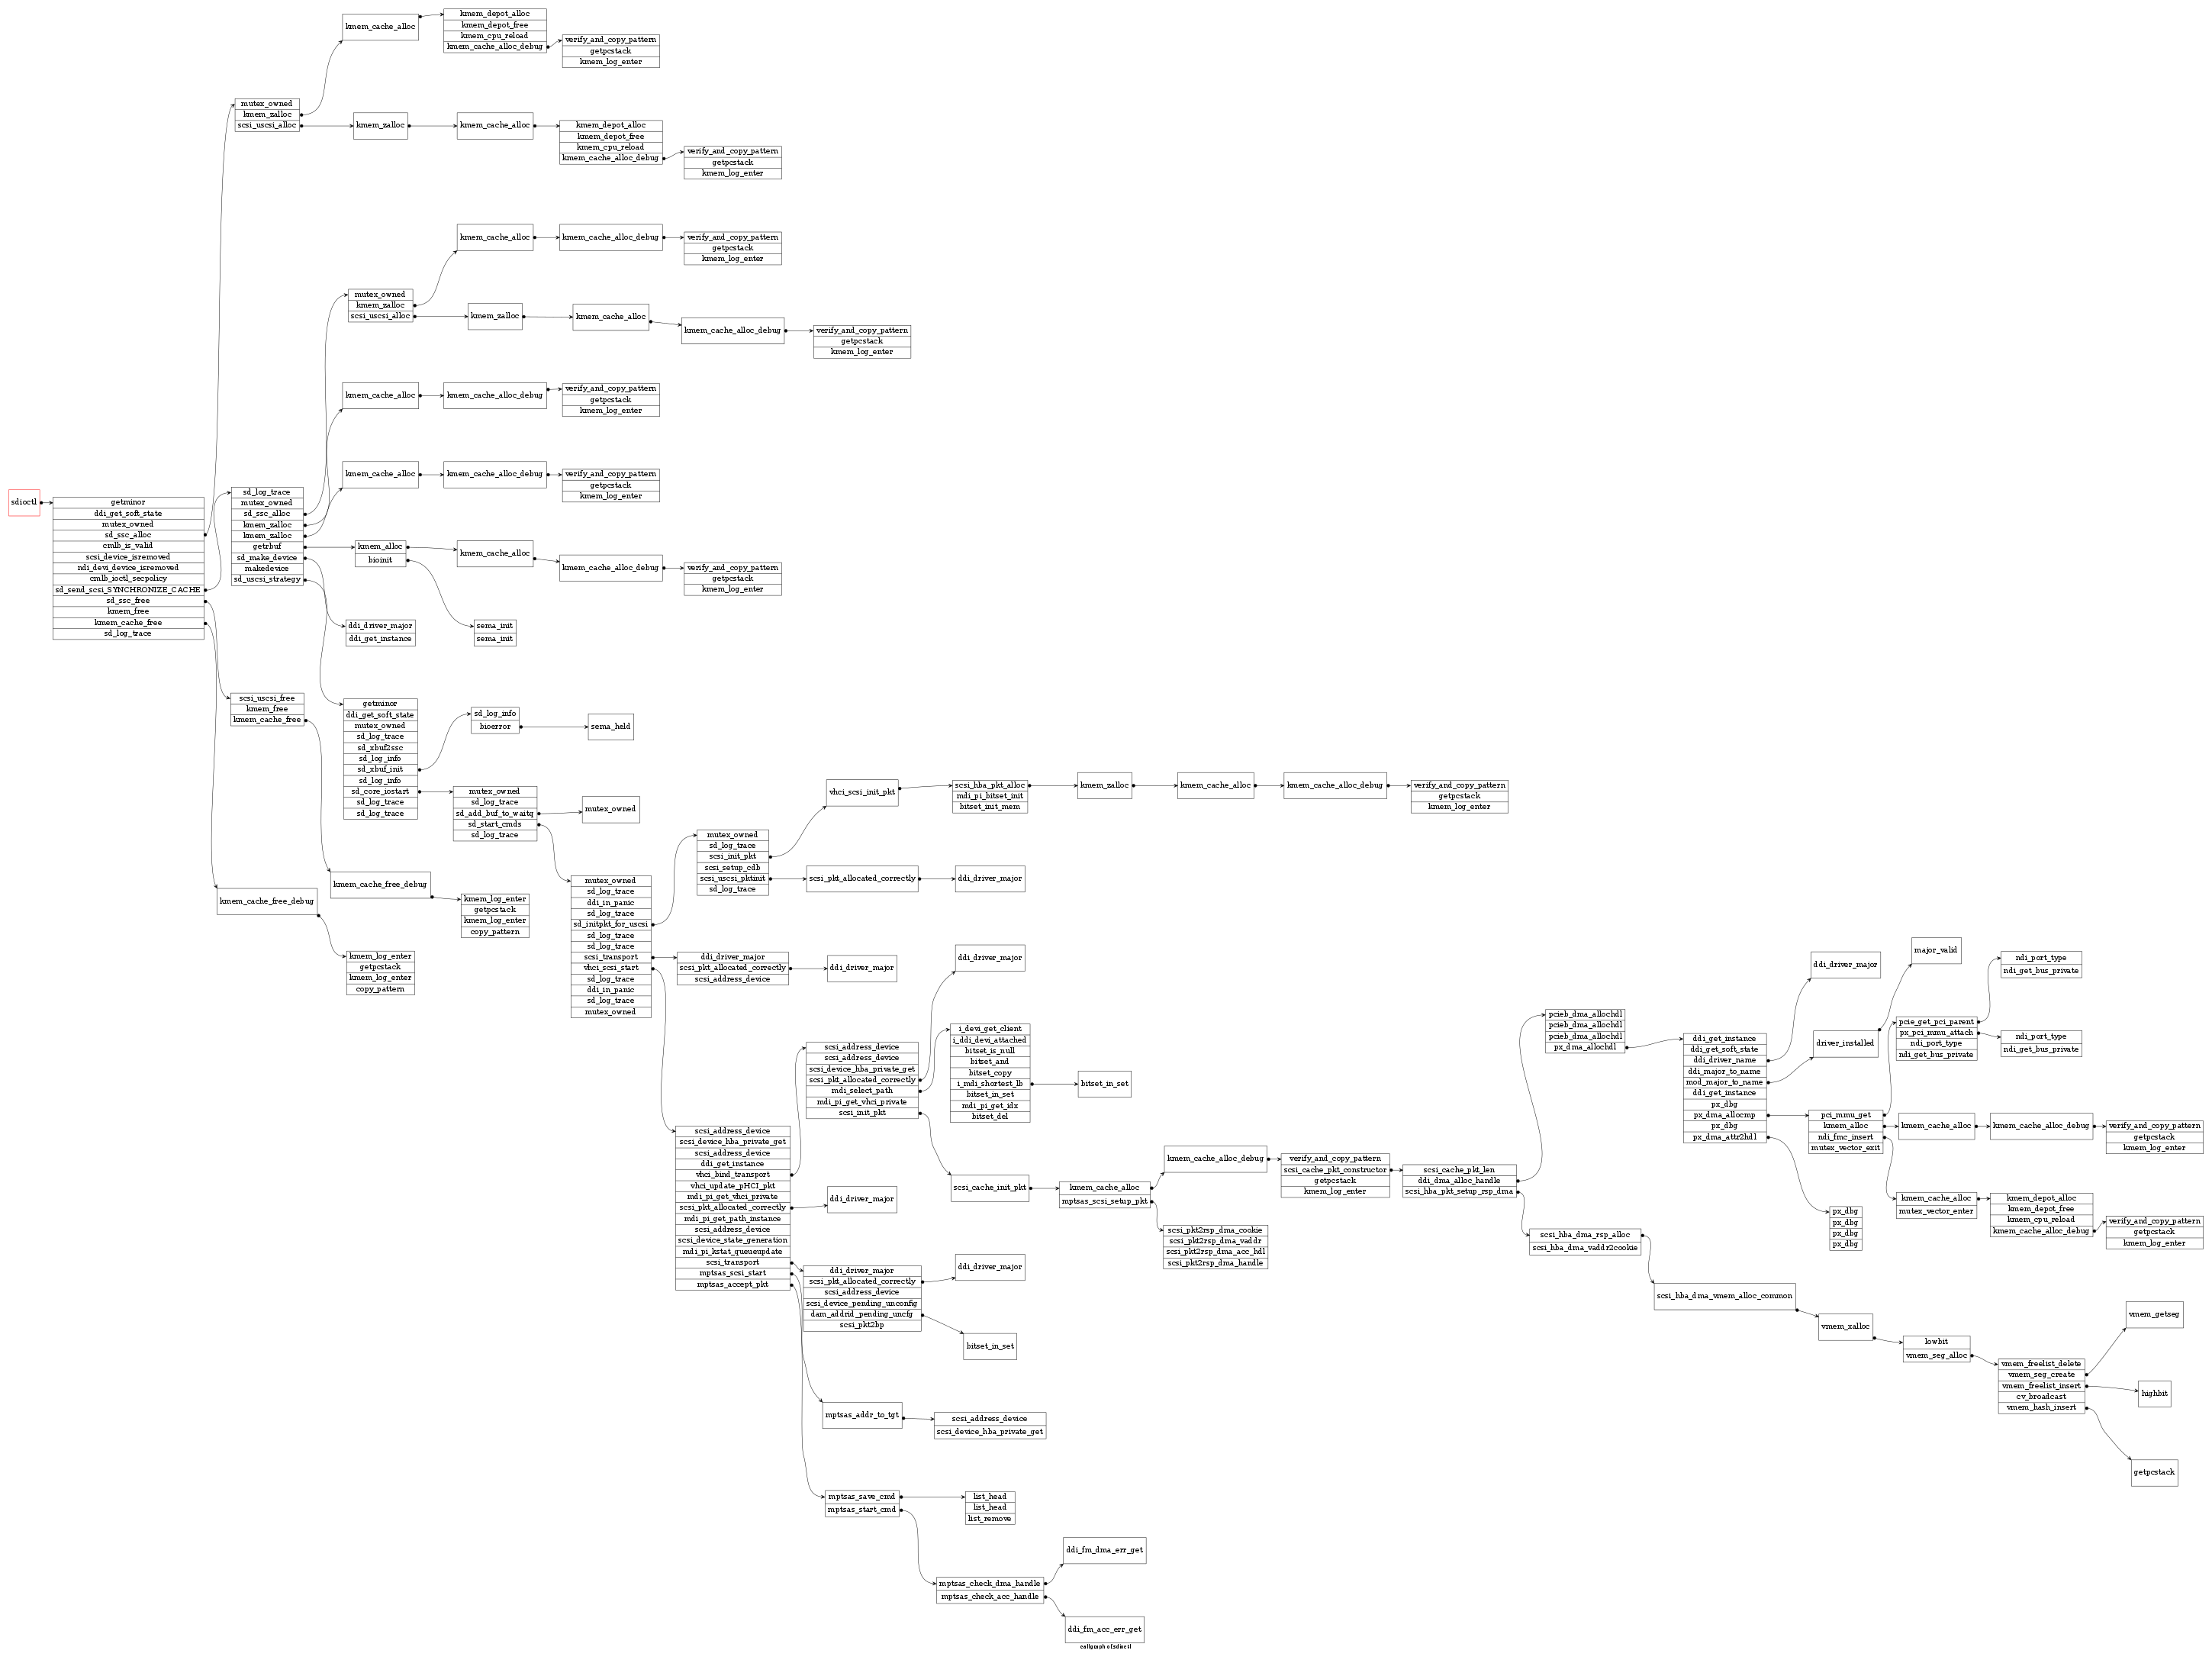 kmem_cache_alloc
kmem_depot_alloc
kmem_depot_free
kmem_cpu_reload
kmem_cache_alloc_debug
verify_and_copy_pattern
getpcstack
kmem_log_enter
mutex_owned
kmem_zalloc
scsi_uscsi_alloc
kmem_zalloc
kmem_cache_alloc
kmem_depot_alloc
kmem_depot_free
kmem_cpu_reload
kmem_cache_alloc_debug
verify_and_copy_pattern
getpcstack
kmem_log_enter
kmem_cache_alloc
kmem_cache_alloc_debug
verify_and_copy_pattern
getpcstack
kmem_log_enter
mutex_owned
kmem_zalloc
scsi_uscsi_alloc
kmem_zalloc
kmem_cache_alloc
kmem_cache_alloc_debug
verify_and_copy_pattern
getpcstack
kmem_log_enter
kmem_cache_alloc
kmem_cache_alloc_debug
verify_and_copy_pattern
getpcstack
kmem_log_enter
kmem_cache_alloc
kmem_cache_alloc_debug
verify_and_copy_pattern
getpcstack
kmem_log_enter
sdioctl
getminor
ddi_get_soft_state
mutex_owned
sd_ssc_alloc
cmlb_is_valid
scsi_device_isremoved
ndi_devi_device_isremoved
cmlb_ioctl_secpolicy
sd_send_scsi_SYNCHRONIZE_CACHE
sd_ssc_free
kmem_free
kmem_cache_free
sd_log_trace
sd_log_trace
mutex_owned
sd_ssc_alloc
kmem_zalloc
kmem_zalloc
getrbuf
sd_make_device
makedevice
sd_uscsi_strategy
kmem_alloc
bioinit
kmem_cache_alloc
kmem_cache_alloc_debug
verify_and_copy_pattern
getpcstack
kmem_log_enter
ddi_driver_major
ddi_get_instance
sema_init
sema_init
scsi_uscsi_free
kmem_free
kmem_cache_free
getminor
ddi_get_soft_state
mutex_owned
sd_log_trace
sd_xbuf2ssc
sd_log_info
sd_xbuf_init
sd_log_info
sd_core_iostart
sd_log_trace
sd_log_trace
sd_log_info
bioerror
sema_held
mutex_owned
sd_log_trace
sd_add_buf_to_waitq
sd_start_cmds
sd_log_trace
mutex_owned
kmem_cache_free_debug
kmem_log_enter
getpcstack
kmem_log_enter
copy_pattern
kmem_cache_free_debug
kmem_log_enter
getpcstack
kmem_log_enter
copy_pattern
mutex_owned
sd_log_trace
ddi_in_panic
sd_log_trace
sd_initpkt_for_uscsi
sd_log_trace
sd_log_trace
scsi_transport
vhci_scsi_start
sd_log_trace
ddi_in_panic
sd_log_trace
mutex_owned
mutex_owned
sd_log_trace
scsi_init_pkt
scsi_setup_cdb
scsi_uscsi_pktinit
sd_log_trace
vhci_scsi_init_pkt
scsi_hba_pkt_alloc
mdi_pi_bitset_init
bitset_init_mem
kmem_zalloc
kmem_cache_alloc
kmem_cache_alloc_debug
verify_and_copy_pattern
getpcstack
kmem_log_enter
scsi_pkt_allocated_correctly
ddi_driver_major
ddi_driver_major
scsi_pkt_allocated_correctly
scsi_address_device
ddi_driver_major
scsi_address_device
scsi_device_hba_private_get
scsi_address_device
ddi_get_instance
vhci_bind_transport
vhci_update_pHCI_pkt
mdi_pi_get_vhci_private
scsi_pkt_allocated_correctly
mdi_pi_get_path_instance
scsi_address_device
scsi_device_state_generation
mdi_pi_kstat_queueupdate
scsi_transport
mptsas_scsi_start
mptsas_accept_pkt
scsi_address_device
scsi_address_device
scsi_device_hba_private_get
scsi_pkt_allocated_correctly
mdi_select_path
mdi_pi_get_vhci_private
scsi_init_pkt
ddi_driver_major
i_devi_get_client
i_ddi_devi_attached
bitset_is_null
bitset_and
bitset_copy
i_mdi_shortest_lb
bitset_in_set
mdi_pi_get_idx
bitset_del
bitset_in_set
scsi_cache_init_pkt
kmem_cache_alloc
mptsas_scsi_setup_pkt
kmem_cache_alloc_debug
verify_and_copy_pattern
scsi_cache_pkt_constructor
getpcstack
kmem_log_enter
scsi_pkt2rsp_dma_cookie
scsi_pkt2rsp_dma_vaddr
scsi_pkt2rsp_dma_acc_hdl
scsi_pkt2rsp_dma_handle
scsi_cache_pkt_len
ddi_dma_alloc_handle
scsi_hba_pkt_setup_rsp_dma
pcieb_dma_allochdl
pcieb_dma_allochdl
pcieb_dma_allochdl
px_dma_allochdl
ddi_get_instance
ddi_get_soft_state
ddi_driver_name
ddi_major_to_name
mod_major_to_name
ddi_get_instance
px_dbg
px_dma_allocmp
px_dbg
px_dma_attr2hdl
ddi_driver_major
driver_installed
major_valid
pci_mmu_get
kmem_alloc
ndi_fmc_insert
mutex_vector_exit
pcie_get_pci_parent
px_pci_mmu_attach
ndi_port_type
ndi_get_bus_private
ndi_port_type
ndi_get_bus_private
ndi_port_type
ndi_get_bus_private
kmem_cache_alloc
kmem_cache_alloc_debug
verify_and_copy_pattern
getpcstack
kmem_log_enter
kmem_cache_alloc
mutex_vector_enter
kmem_depot_alloc
kmem_depot_free
kmem_cpu_reload
kmem_cache_alloc_debug
verify_and_copy_pattern
getpcstack
kmem_log_enter
px_dbg
px_dbg
px_dbg
px_dbg
scsi_hba_dma_rsp_alloc
scsi_hba_dma_vaddr2cookie
scsi_hba_dma_vmem_alloc_common
vmem_xalloc
lowbit
vmem_seg_alloc
vmem_freelist_delete
vmem_seg_create
vmem_freelist_insert
cv_broadcast
vmem_hash_insert
vmem_getseg
highbit
getpcstack
ddi_driver_major
ddi_driver_major
scsi_pkt_allocated_correctly
scsi_address_device
scsi_device_pending_unconfig
dam_addrid_pending_uncfg
scsi_pkt2bp
ddi_driver_major
bitset_in_set
mptsas_addr_to_tgt
scsi_address_device
scsi_device_hba_private_get
mptsas_save_cmd
mptsas_start_cmd
list_head
list_head
list_remove
mptsas_check_dma_handle
mptsas_check_acc_handle
ddi_fm_dma_err_get
ddi_fm_acc_err_get
callgraph of sdioctl